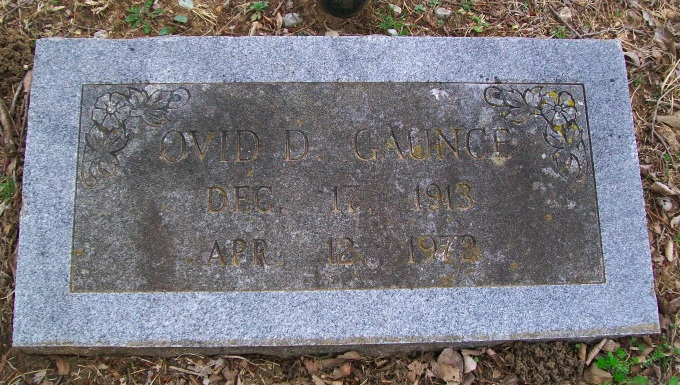 OVID D. GAUNCE
DEC. 17, 1913
APR. 12, 1972